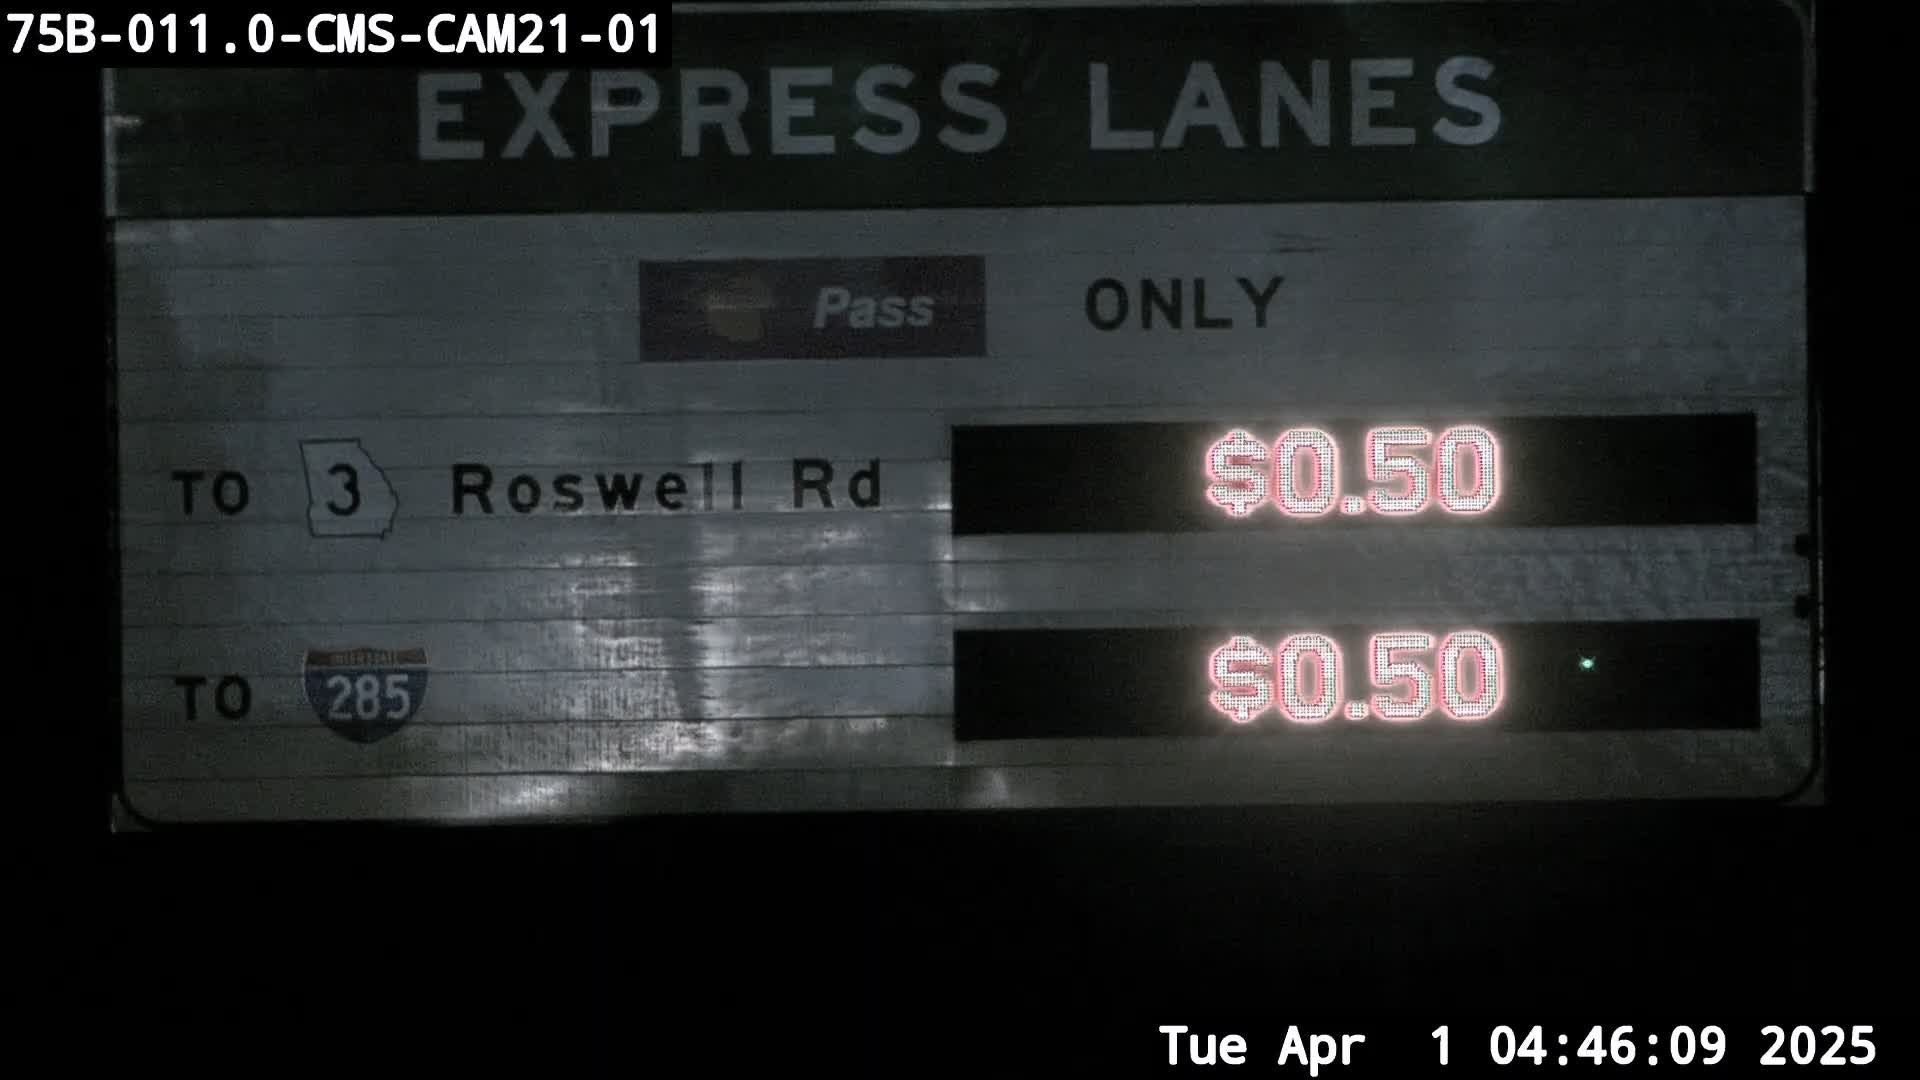 75B-011.0-CMS-CAM21-01
EXPRESS LANES
Pass ONLY
TO 3 Roswell Rd $0.50
INTERSTATE
TO 285 $0.50
Tue Apr 1 04:46:09 2025